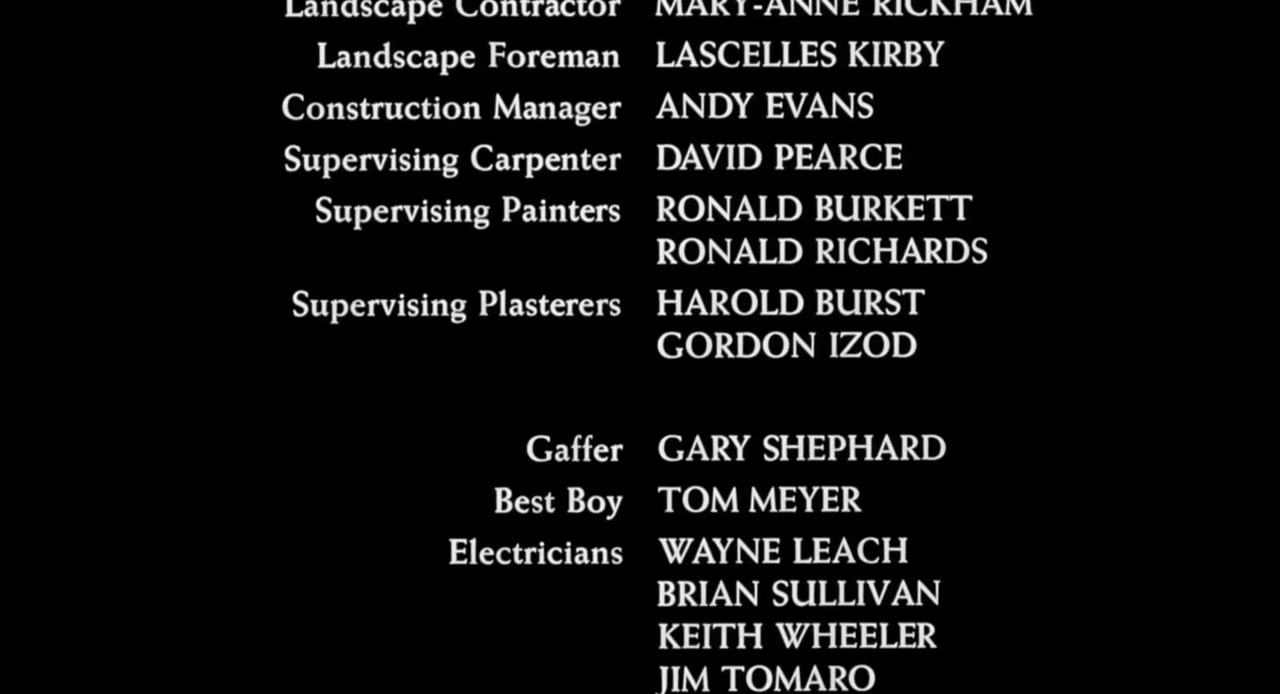 Landscape Contractor MARY-ANNE RICKHAM
Landscape Foreman LASCELLES KIRBY
Construction Manager ANDY EVANS
Supervising Carpenter DAVID PEARCE
Supervising Painters RONALD BURKETT
RONALD RICHARDS
Supervising Plasterers HAROLD BURST
GORDON IZOD
Gaffer GARY SHEPHARD
Best Boy TOM MEYER
Electricians WAYNE LEACH
BRIAN SULLIVAN
KEITH WHEELER
JIM TOMARO